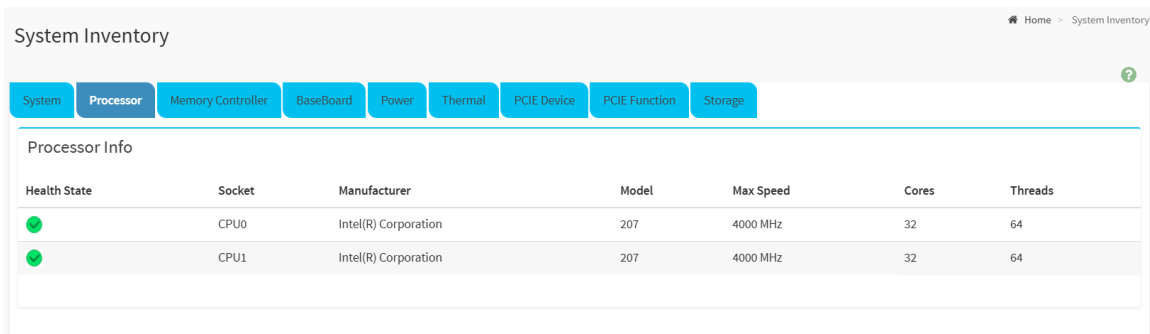 Home > System Inventory
System Inventory
?
System Processor Memory Controller BaseBoard Power Thermal PCIE Device PCIE Function Storage
Processor Info
Health State Socket Manufacturer Model Max Speed Cores Threads
CPU0 Intel(R) Corporation 207 4000 MHz 32 64
CPU1 Intel(R) Corporation 207 4000 MHz 32 64